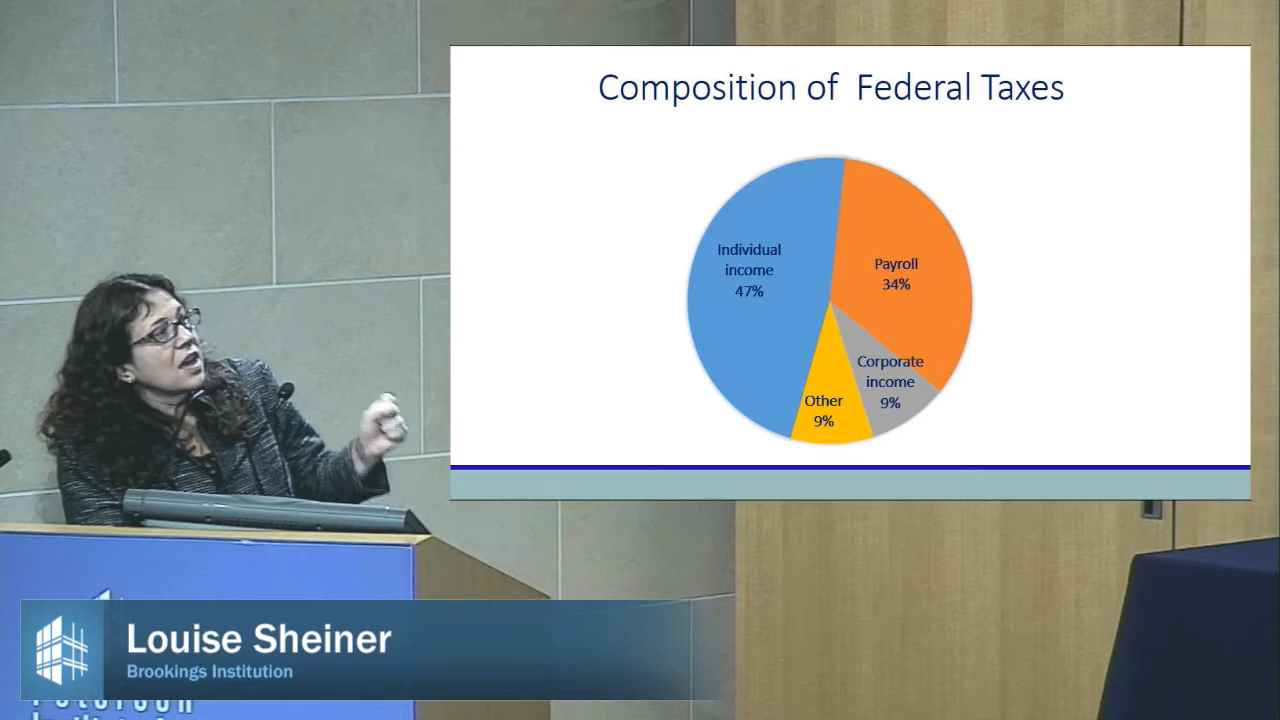 Composition of  Federal Taxes
Individual
income
47%
Payroll
34%
Corporate
income
9%
Other
9%
Louise Sheiner
Brookings Institution